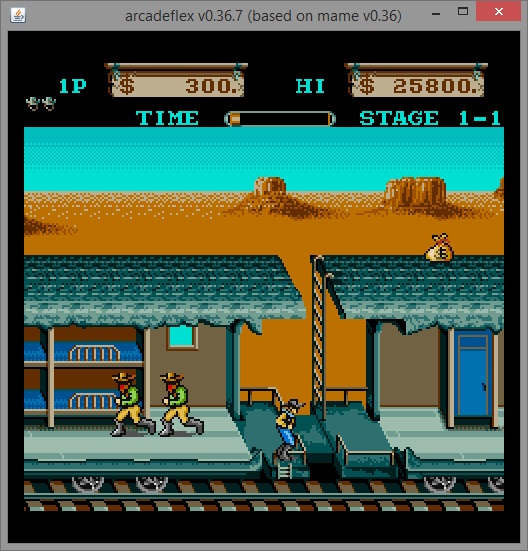 arcadeflex v0.36.7 (based on mame v0.36)
1P $ 300. HI $ 25800.
TIME STAGE 1-1
$